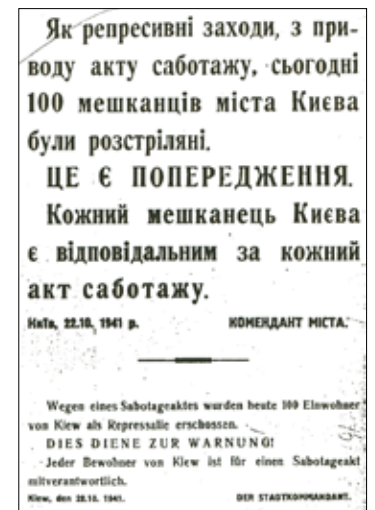 Як репресивні заходи, з при-
воду акту саботажу, сьогодні
100 мешканців міста Києва
були розстріляні.
ЦЕ Є ПОПЕРЕДЖЕННЯ.
Кожний мешканець Києва
є відповідальним за кожний
акт саботажу.
Київ, 22.10. 1941 р. КОМЕНДАНТ МІСТА.
Wegen eines Sabotageaktes wurden heute 100 Einwohner
von Kiew als Repressalie erschossen.
DIES DIENE ZUR WARNUNG!
Jeder Bewohner von Kiew ist für einen Sabotageakt
mitverantwortlich.
Kiew, den 22.10. 1941. DER STADTKOMMANDANT.